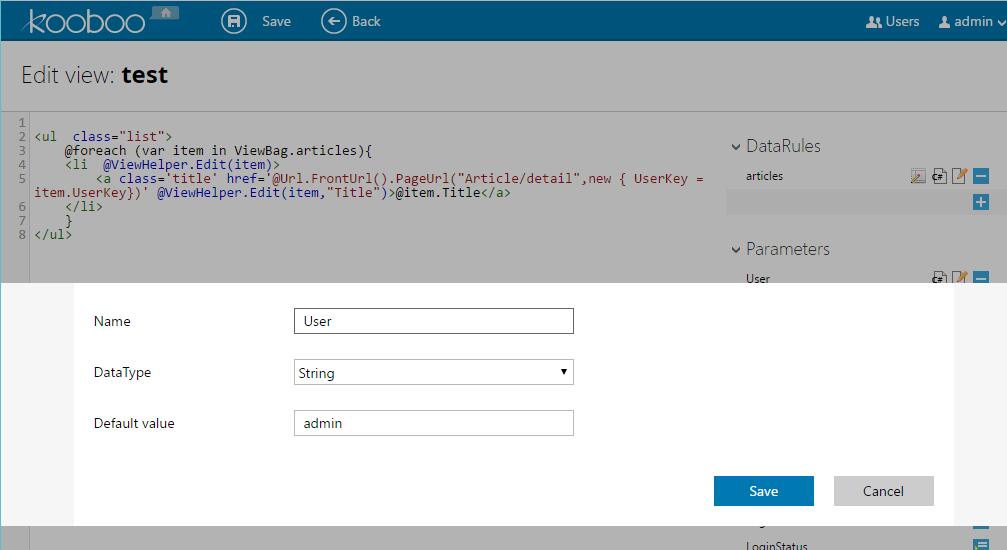 kooboo Save Back Users admin
Edit view: test
1
2 <ul  class="list">
3 @foreach (var item in ViewBag.articles){
4 <li  @ViewHelper.Edit(item)>
5 <a class='title' href='@Url.FrontUrl().PageUrl("Article/detail",new { UserKey =
item.UserKey})' @ViewHelper.Edit(item,"Title")>@item.Title</a>
6 </li>
7 }
8 </ul>
DataRules
articles C#
Parameters
User C#
Name User
DataType String
Default value admin
Save Cancel
LoginStatus